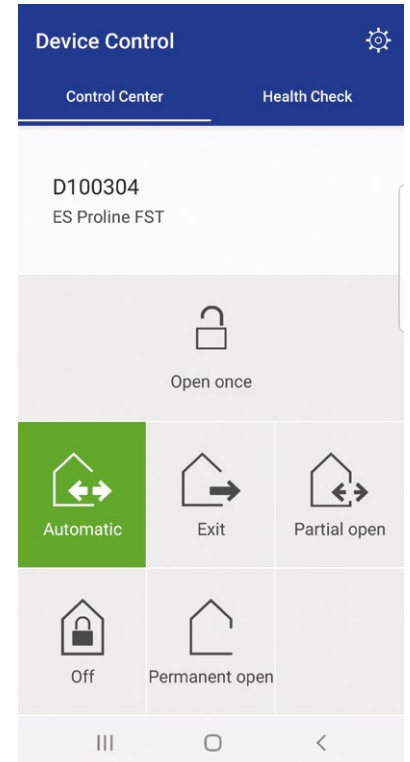 Device Control
Control Center
Health Check
D100304
ES Proline FST
Open once
Automatic
Exit
Partial open
Off
Permanent open